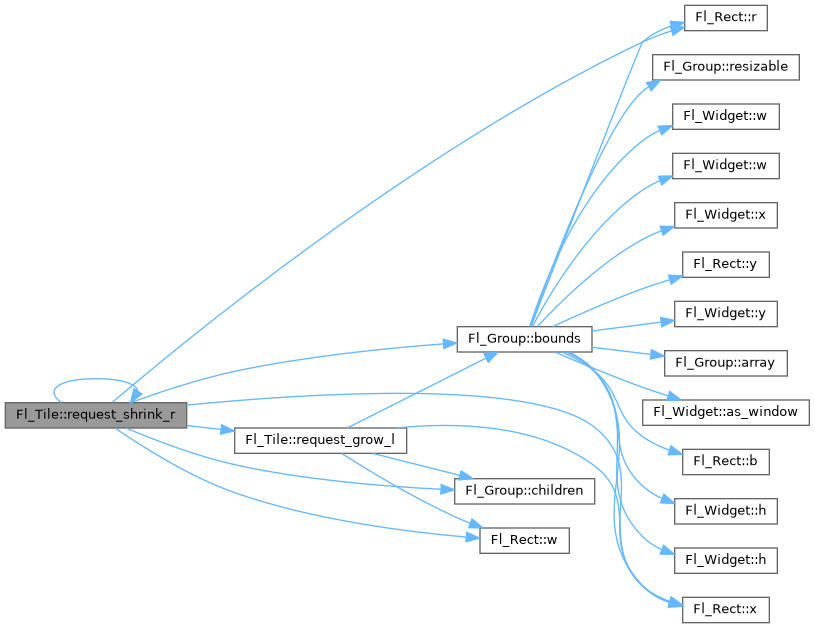 Fl_Rect::r
Fl_Group::resizable
Fl_Widget::w
Fl_Widget::w
Fl_Widget::x
Fl_Rect::y
Fl_Widget::y
Fl_Group::bounds
Fl_Group::array
Fl_Widget::as_window
Fl_Tile::request_shrink_r
Fl_Tile::request_grow_l
Fl_Rect::b
Fl_Group::children
Fl_Widget::h
Fl_Rect::w
Fl_Widget::h
Fl_Rect::x